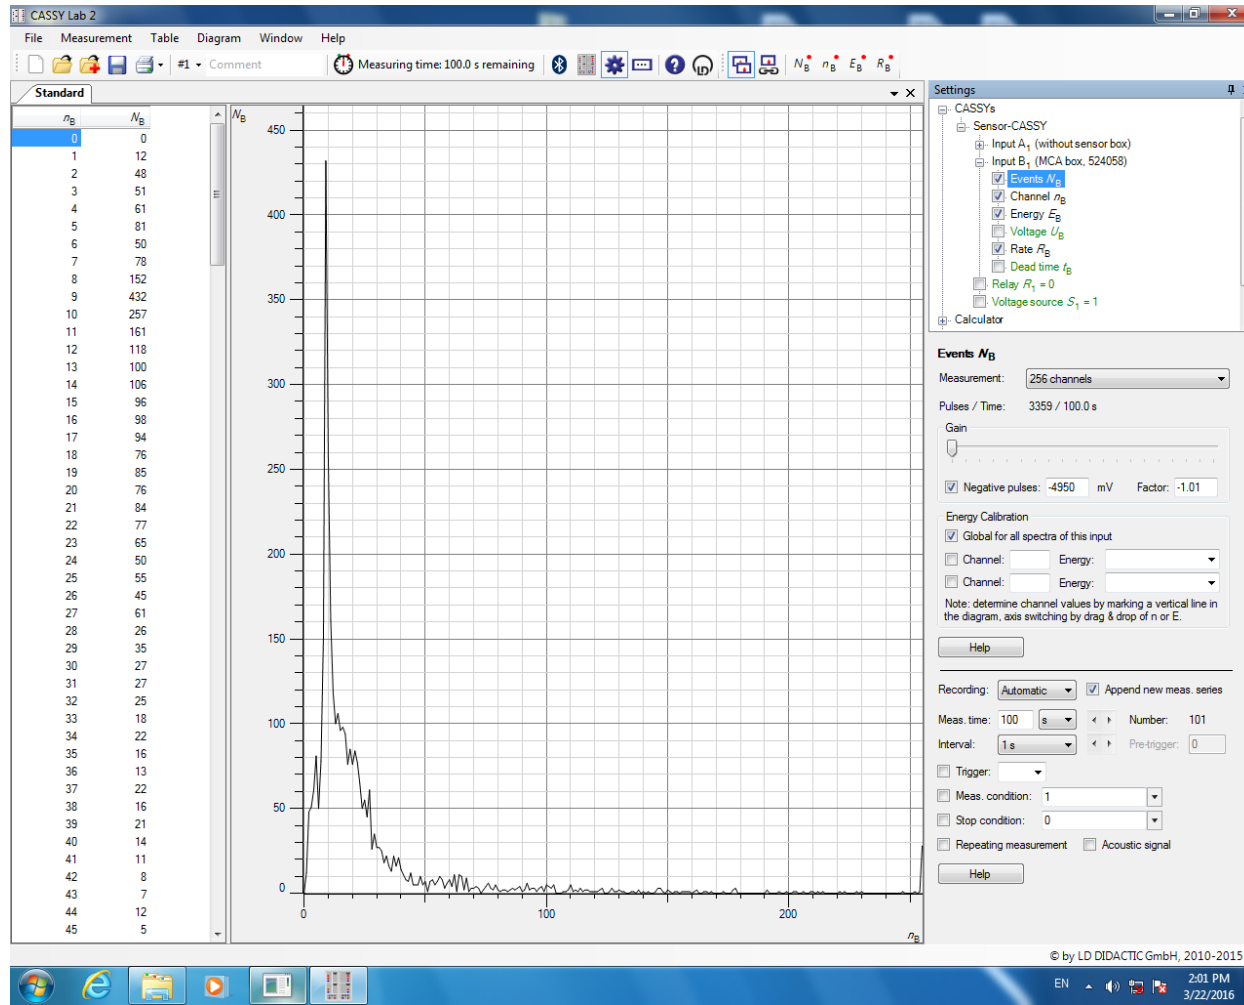 CASSY Lab 2
File Measurement Table Diagram Window Help
#1 Comment Measuring time: 100.0 s remaining NB nB EB RB
Standard
nB NB
0 0
1 12
2 48
3 51
4 61
5 81
6 50
7 78
8 152
9 432
10 257
11 161
12 118
13 100
14 106
15 96
16 98
17 94
18 76
19 85
20 76
21 84
22 77
23 65
24 50
25 55
26 45
27 61
28 26
29 35
30 27
31 27
32 25
33 18
34 22
35 16
36 13
37 22
38 16
39 21
40 14
41 11
42 8
43 7
44 12
45 5
NB
450
400
350
300
250
200
150
100
50
0
0 100 200
nB
Settings
CASSYs
Sensor-CASSY
Input A1 (without sensor box)
Input B1 (MCA box, 524058)
Events NB
Channel nB
Energy EB
Voltage UB
Rate RB
Dead time tB
Relay R1 = 0
Voltage source S1 = 1
Calculator
Events NB
Measurement: 256 channels
Pulses / Time: 3359 / 100.0 s
Gain
Negative pulses: -4950 mV Factor: -1.01
Energy Calibration
Global for all spectra of this input
Channel: Energy:
Channel: Energy:
Note: determine channel values by marking a vertical line in
the diagram, axis switching by drag & drop of n or E.
Help
Recording: Automatic Append new meas. series
Meas. time: 100 s Number: 101
Interval: 1 s Pre-trigger: 0
Trigger:
Meas. condition: 1
Stop condition: 0
Repeating measurement Acoustic signal
Help
© by LD DIDACTIC GmbH, 2010-2015
EN 2:01 PM
3/22/2016